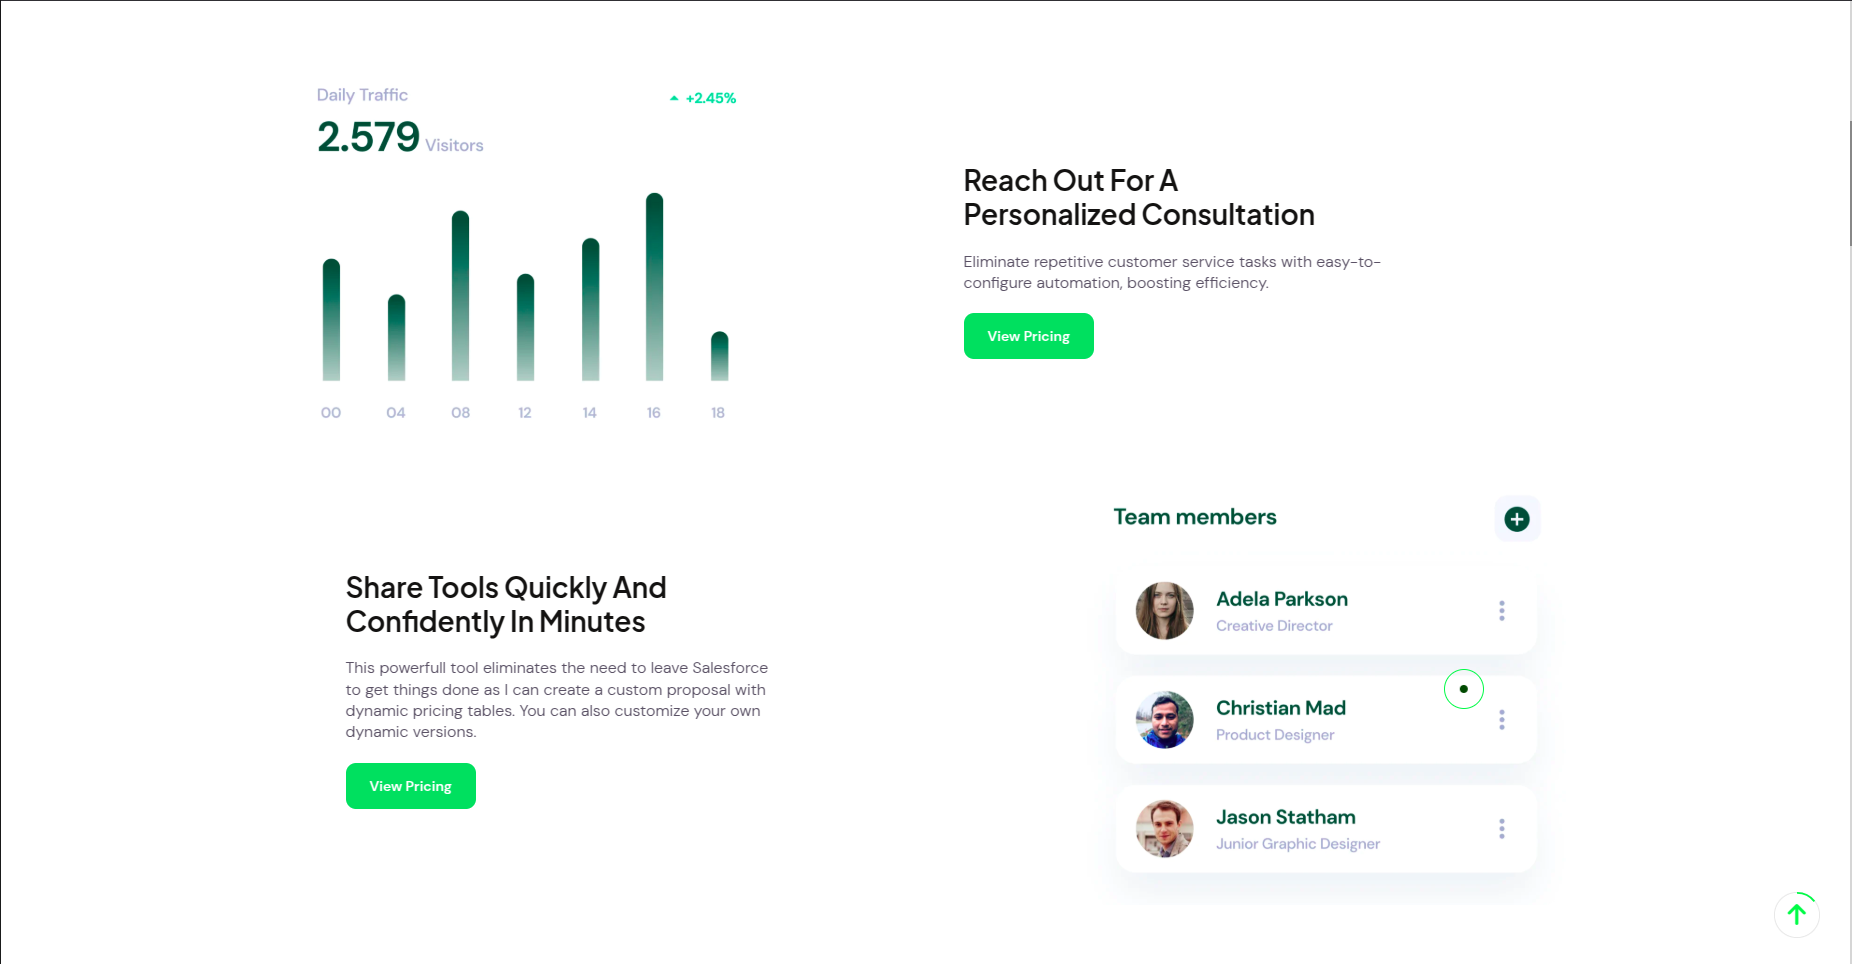 Daily Traffic
+2.45%
2.579 Visitors
00 04 08 12 14 16 18
Reach Out For A
Personalized Consultation
Eliminate repetitive customer service tasks with easy-to-
configure automation, boosting efficiency.
View Pricing
Share Tools Quickly And
Confidently In Minutes
This powerfull tool eliminates the need to leave Salesforce
to get things done as I can create a custom proposal with
dynamic pricing tables. You can also customize your own
dynamic versions.
View Pricing
Team members
Adela Parkson
Creative Director
Christian Mad
Product Designer
Jason Statham
Junior Graphic Designer